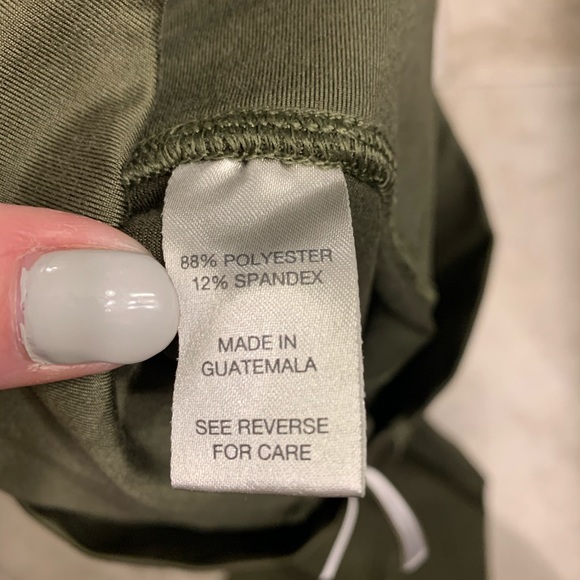 88% POLYESTER
12% SPANDEX
MADE IN
GUATEMALA
SEE REVERSE
FOR CARE